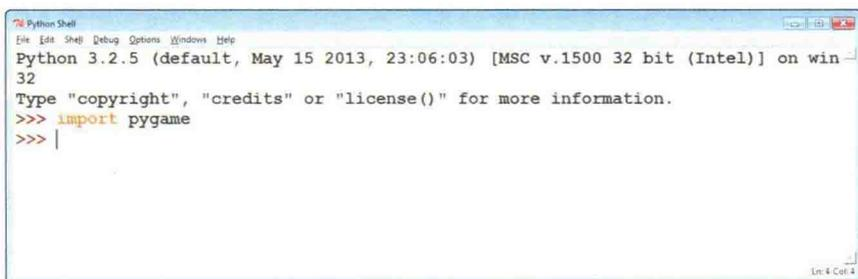 Python Shell
File Edit Shell Debug Options Windows Help
Python 3.2.5 (default, May 15 2013, 23:06:03) [MSC v.1500 32 bit (Intel)] on win
32
Type "copyright", "credits" or "license()" for more information.
>>> import pygame
>>>
Ln: 4 Col: 4